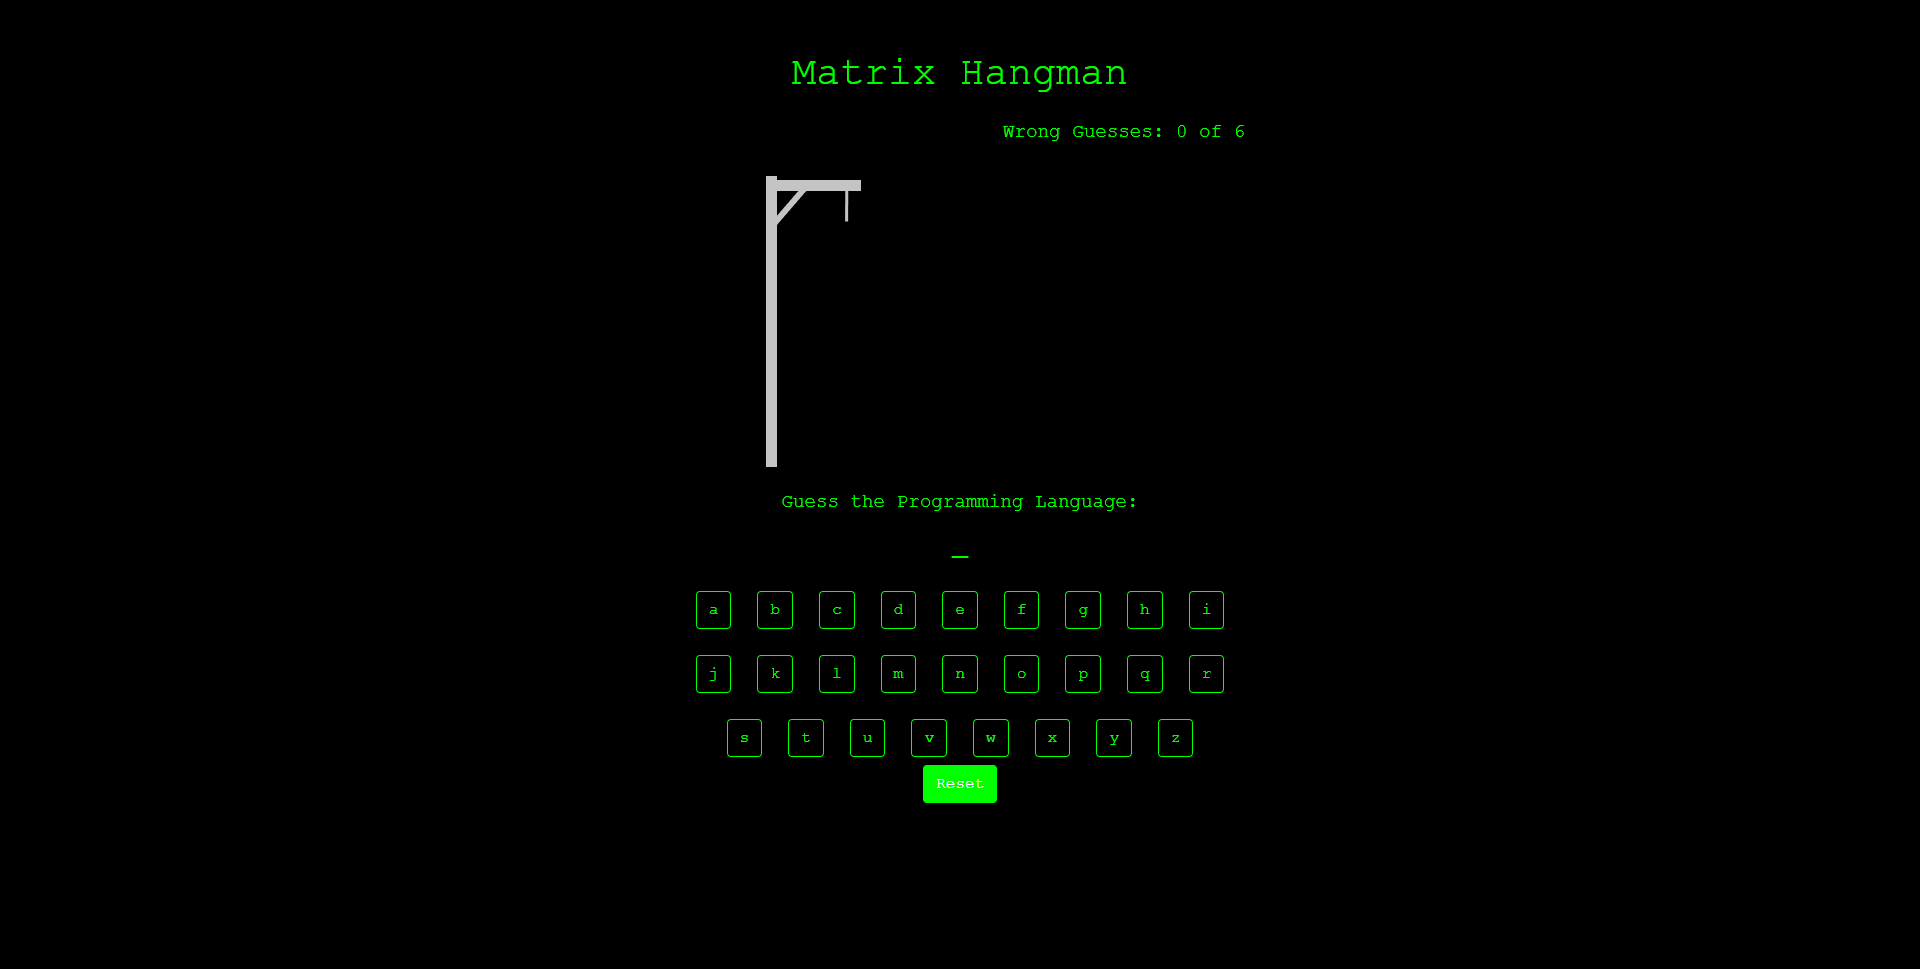 Matrix Hangman
Wrong Guesses: 0 of 6
Guess the Programming Language:
_
a b c d e f g h i
j k l m n o p q r
s t u v w x y z
Reset